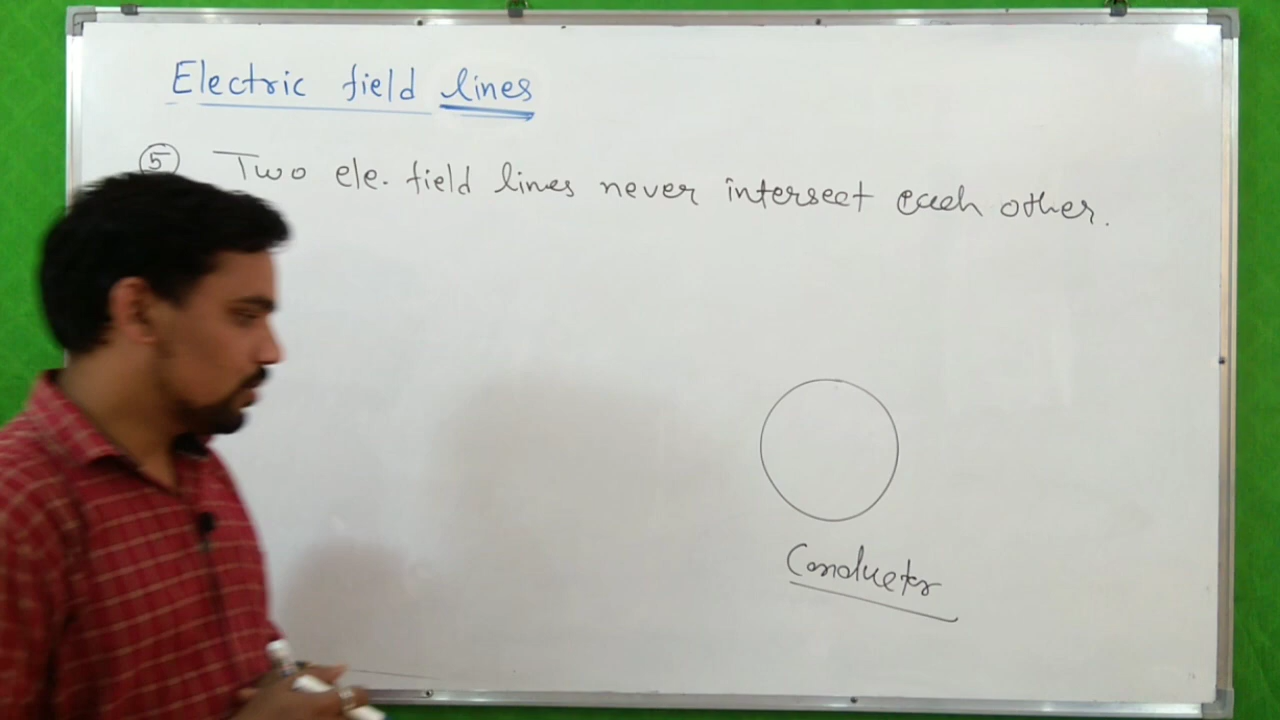 Electric field lines
5 Two ele. field lines never intersect each other.
Conductor